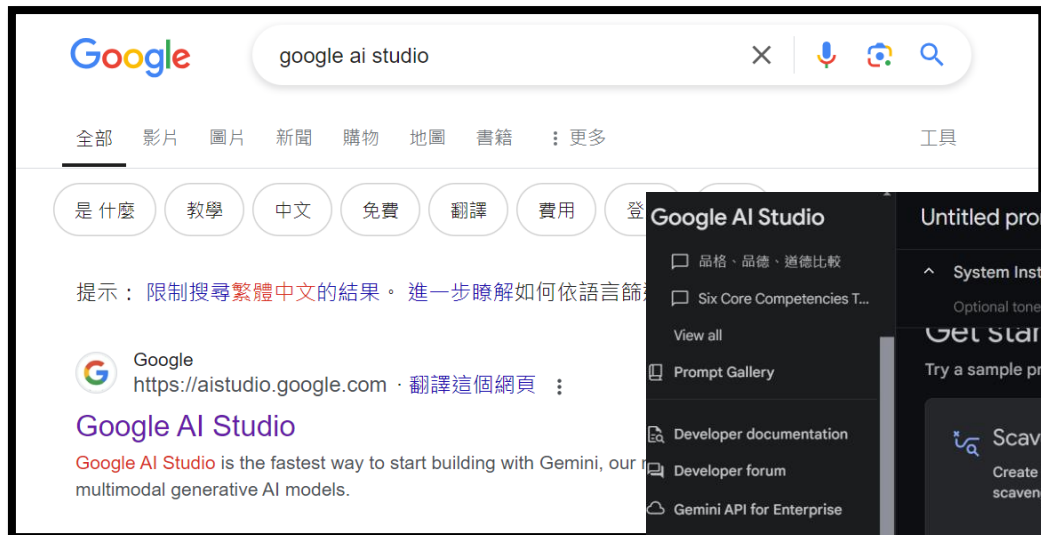 Google
google ai studio
全部 影片 圖片 新聞 購物 地圖 書籍 更多 工具
是 什麼 教學 中文 免費 翻譯 費用 登
提示： 限制搜尋繁體中文的結果。 進一步瞭解如何依語言篩
Google
https://aistudio.google.com · 翻譯這個網頁
Google AI Studio
Google AI Studio is the fastest way to start building with Gemini, our
multimodal generative AI models.
Google AI Studio
品格、品德、道德比較
Six Core Competencies T...
View all
Prompt Gallery
Developer documentation
Developer forum
Gemini API for Enterprise
Untitled pro
System Inst
Optional tone
Get star
Try a sample pr
Scav
Create
scaven